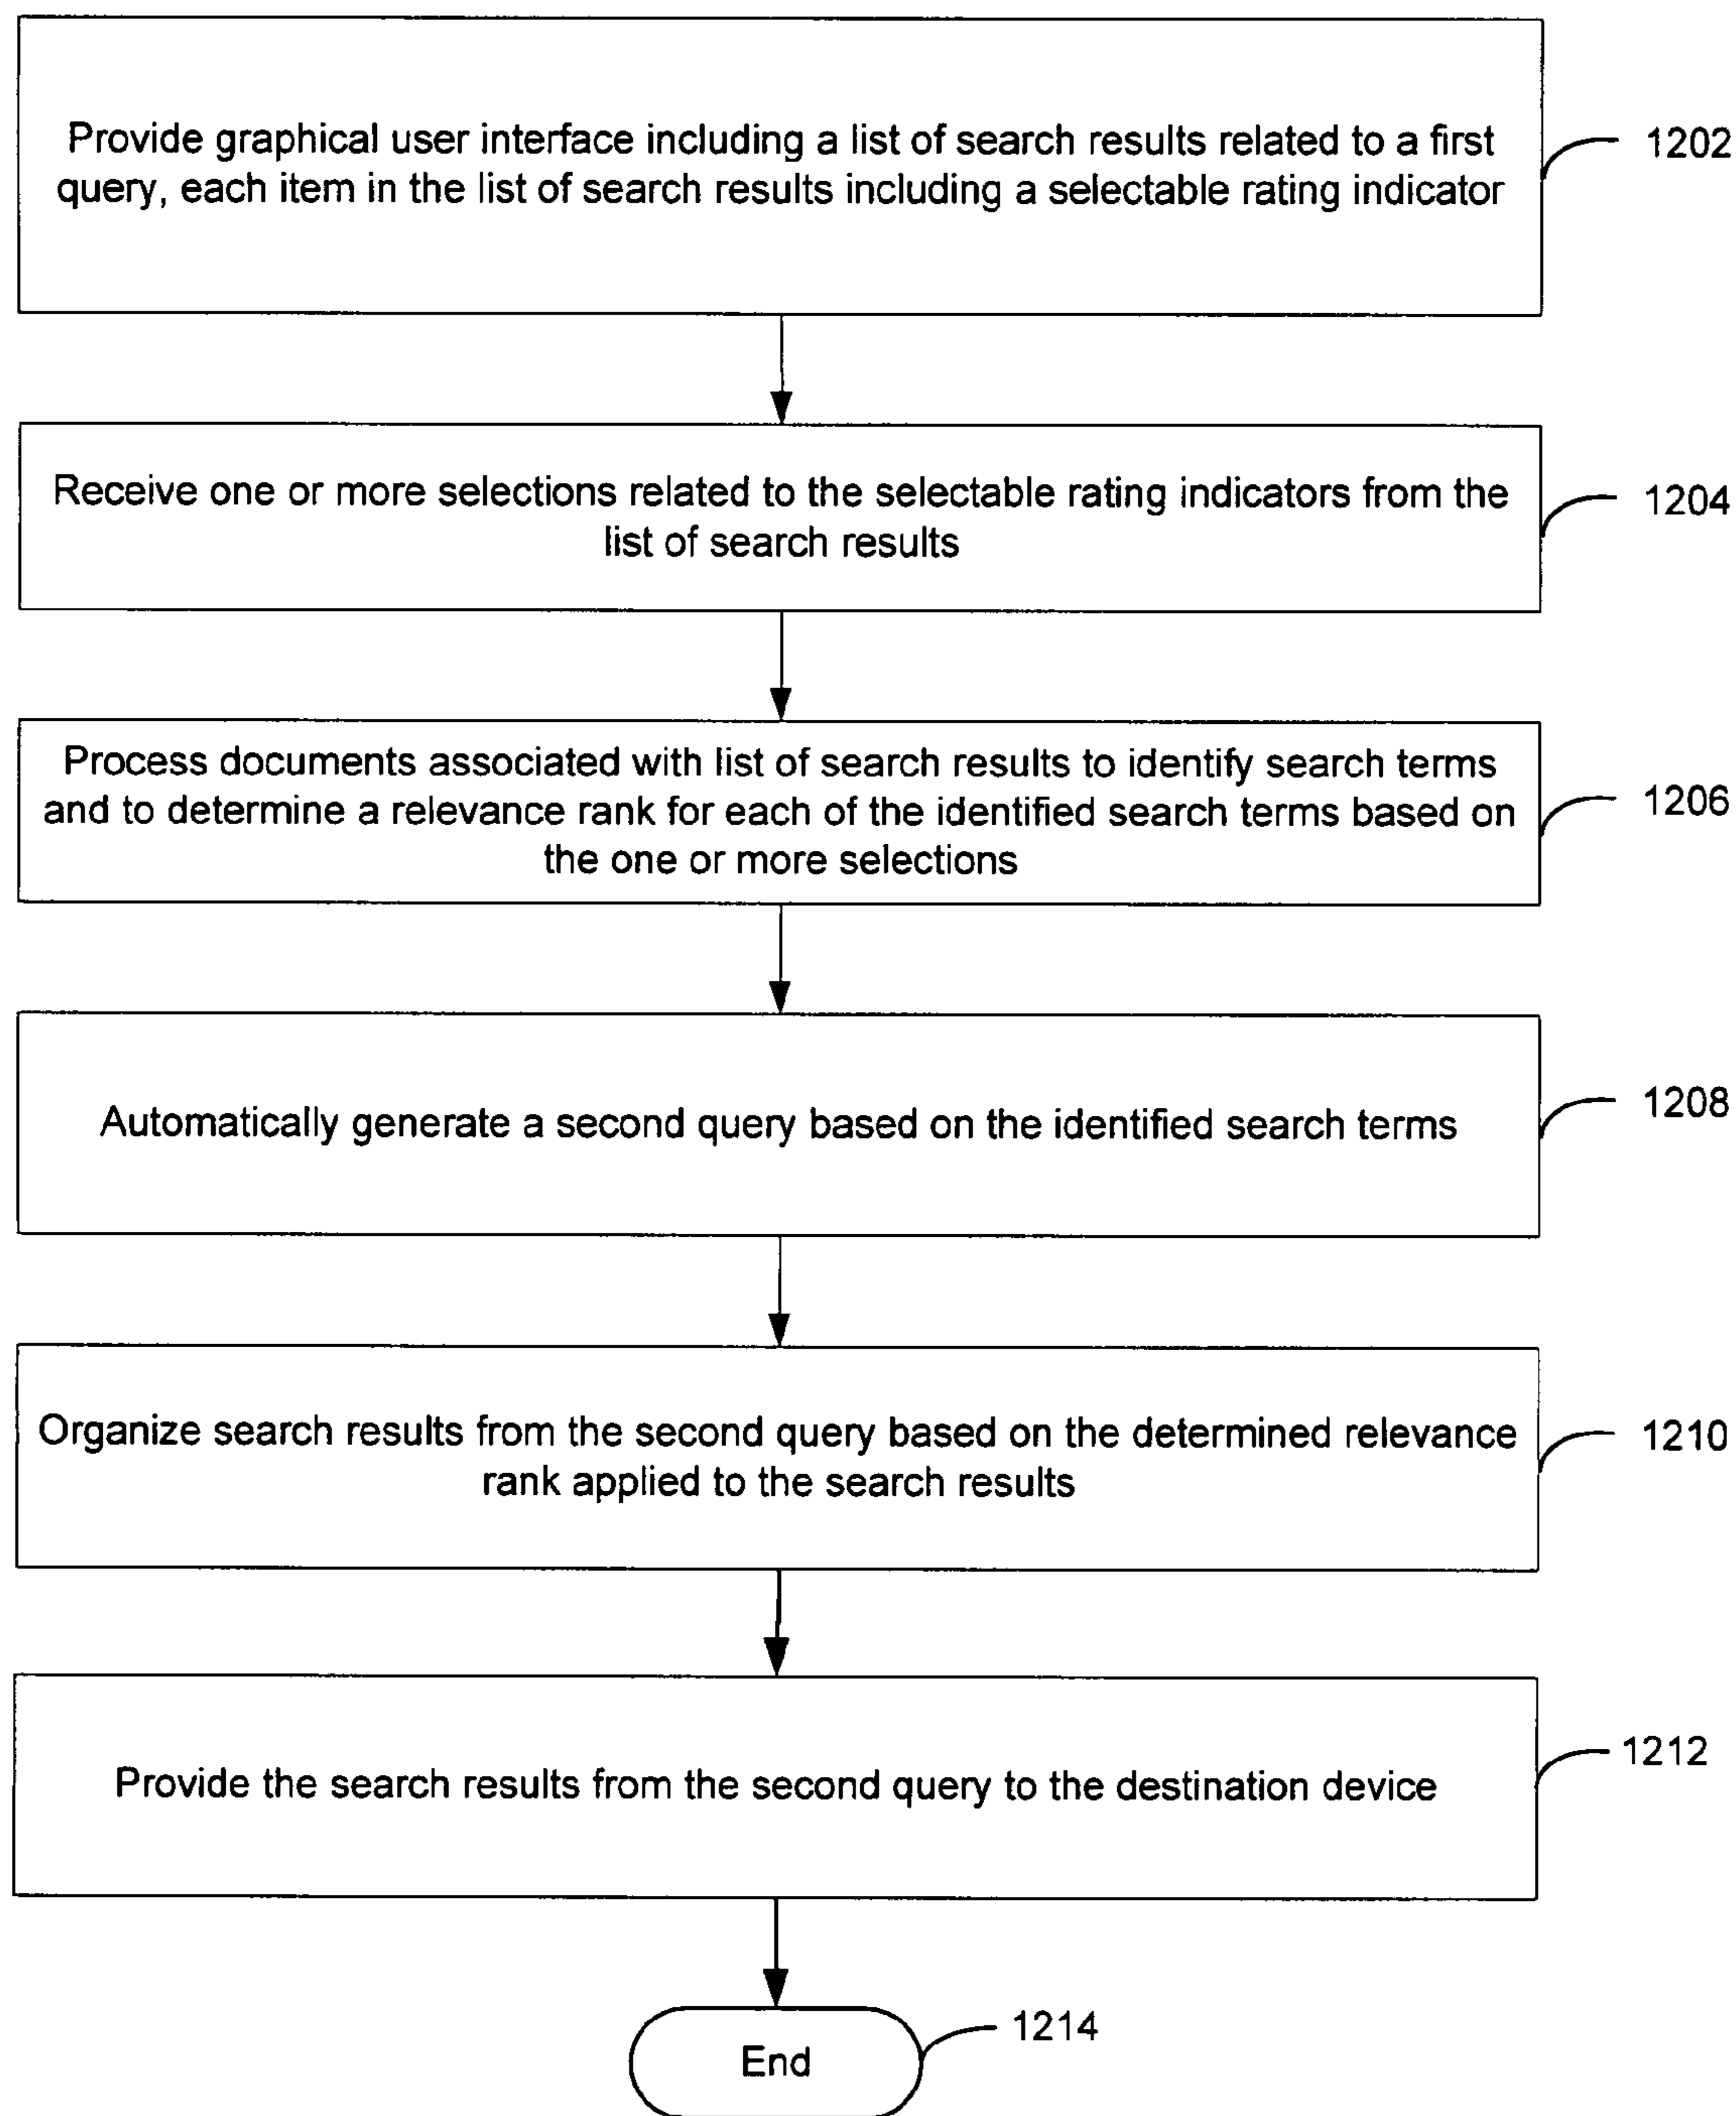 Provide graphical user interface including a list of search results related to a first
query, each item in the list of search results including a selectable rating indicator
1202
Receive one or more selections related to the selectable rating indicators from the
list of search results
1204
Process documents associated with list of search results to identify search terms
and to determine a relevance rank for each of the identified search terms based on
the one or more selections
1206
Automatically generate a second query based on the identified search terms
1208
Organize search results from the second query based on the determined relevance
rank applied to the search results
1210
Provide the search results from the second query to the destination device
1212
End
1214